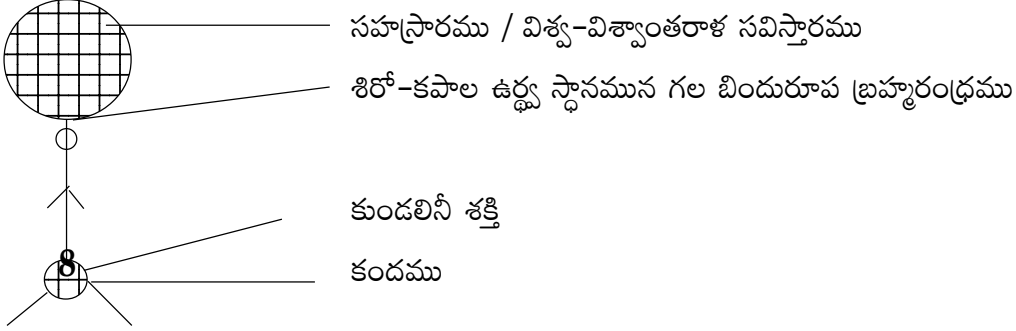 సహస్రారము / విశ్వ-విశ్వాంతరాళ సవిస్తారము
శిరో-కపాల ఉర్థ్వ స్థానమున గల బిందురూప బ్రహ్మరంధ్రము
కుండలినీ శక్తి
8
కందము